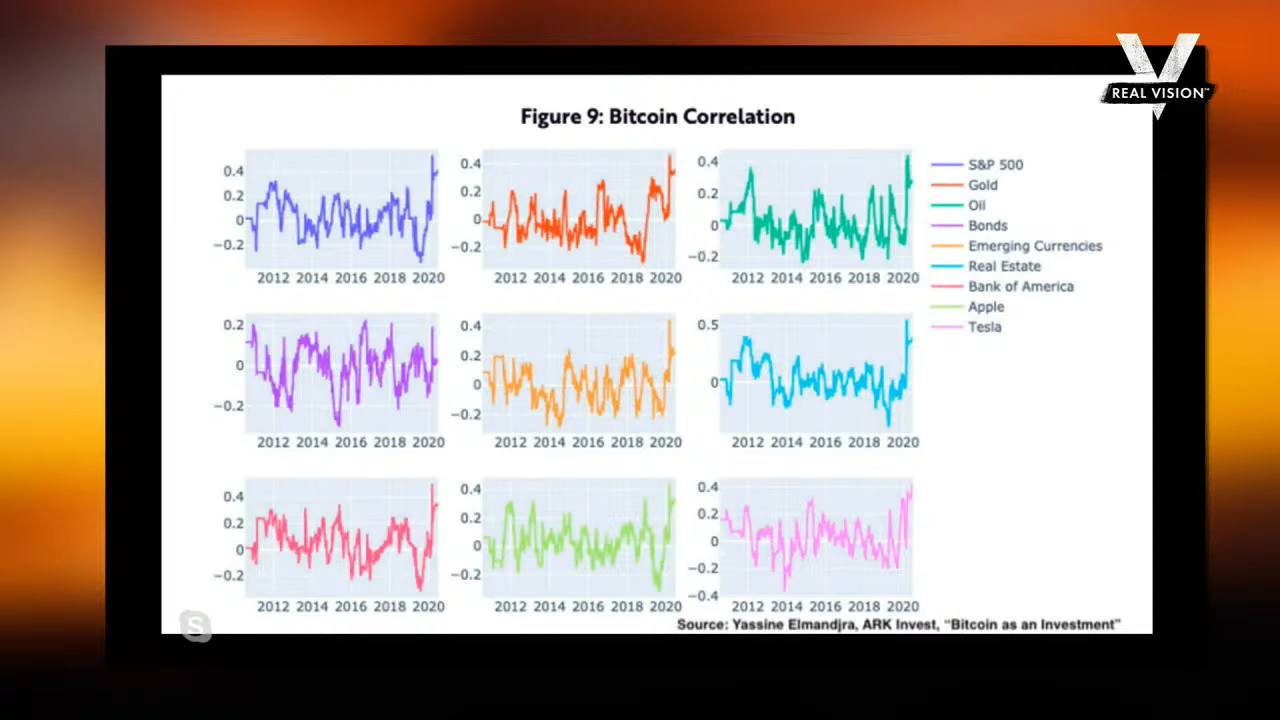 REAL VISION™
Figure 9: Bitcoin Correlation
0.4
0.2
0
−0.2
2012 2014 2016 2018 2020
0.4
0.2
0
−0.2
2012 2014 2016 2018 2020
0.4
0.2
0
−0.2
2012 2014 2016 2018 2020
S&P 500
Gold
Oil
Bonds
Emerging Currencies
Real Estate
Bank of America
Apple
Tesla
0.2
0
−0.2
2012 2014 2016 2018 2020
0.4
0.2
0
−0.2
2012 2014 2016 2018 2020
0.5
0
2012 2014 2016 2018 2020
0.4
0.2
0
−0.2
2012 2014 2016 2018 2020
0.4
0.2
0
−0.2
2012 2014 2016 2018 2020
0.4
0.2
0
−0.2
−0.4
2012 2014 2016 2018 2020
S
Source: Yassine Elmandjra, ARK Invest, “Bitcoin as an Investment”